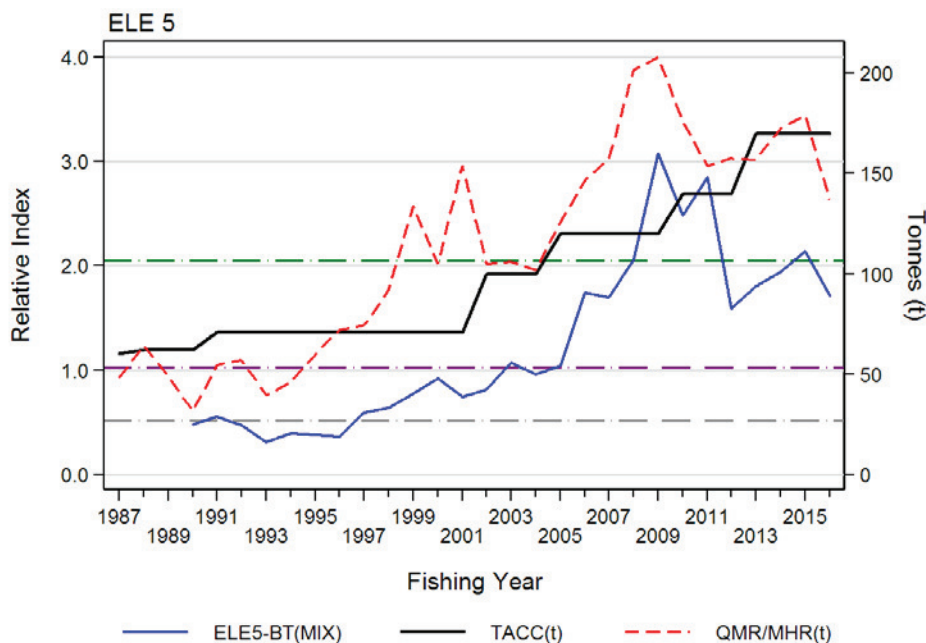 ELE 5
Relative Index
4.0
3.0
2.0
1.0
0.0
Tonnes (t)
200
150
100
50
0
1987 1991 1995 1999 2003 2007 2011 2015
1989 1993 1997 2001 2005 2009 2013
Fishing Year
ELE5-BT(MIX) TACC(t) QMR/MHR(t)